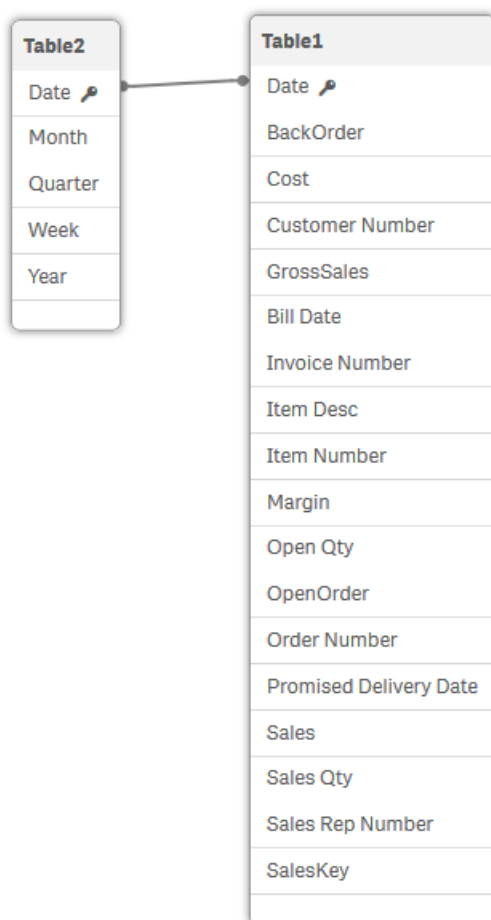 Table2
Date
Month
Quarter
Week
Year
Table1
Date
BackOrder
Cost
Customer Number
GrossSales
Bill Date
Invoice Number
Item Desc
Item Number
Margin
Open Qty
OpenOrder
Order Number
Promised Delivery Date
Sales
Sales Qty
Sales Rep Number
SalesKey